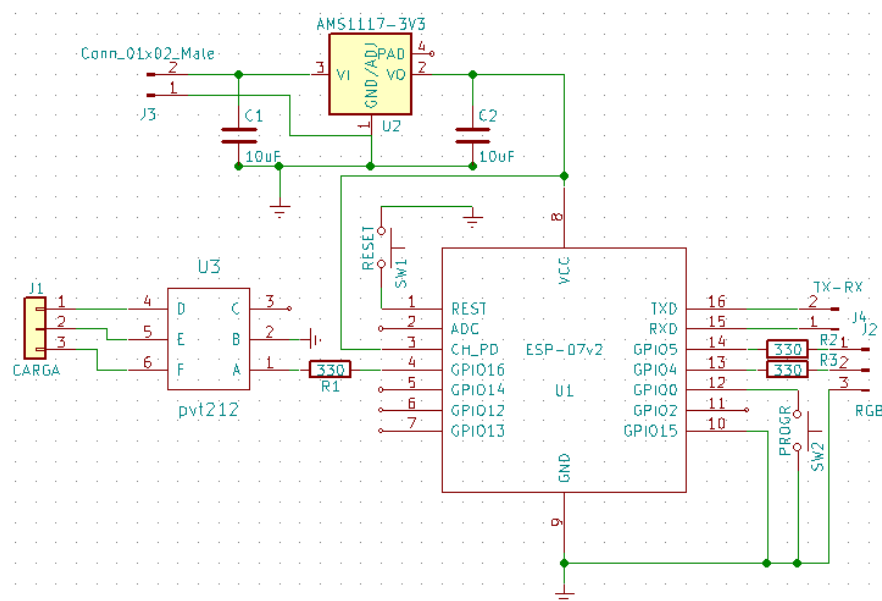 AMS1117-3V3
Conn_01x02_Male
2
1
J3
3
VI
GND/ADJ
PAD
4
VO
2
1
U2
C1
10uF
C2
10uF
RESET
SW1
8
VCC
U3
J1
1
2
3
CARGA
4
D
5
E
6
F
C
3
B
2
A
1
pvt212
330
R1
1
REST
2
ADC
3
CH_PD
4
GPIO16
5
GPIO14
6
GPIO12
7
GPIO13
ESP-07v2
U1
TXD
16
RXD
15
GPIO5
14
GPIO4
13
GPIO0
12
GPIO2
11
GPIO15
10
GND
9
TX-RX
2
1
J4
J2
330
R2
1
330
R3
2
3
RGB
PROGR
SW2